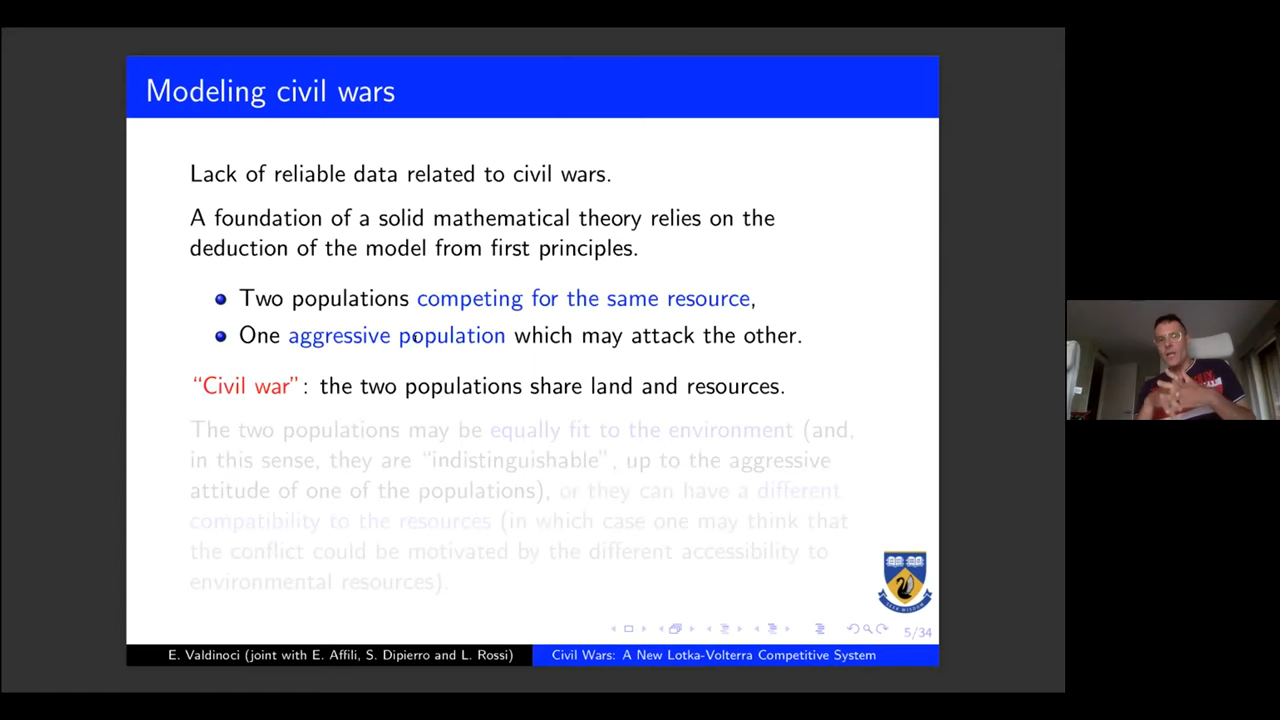 Modeling civil wars
Lack of reliable data related to civil wars.
A foundation of a solid mathematical theory relies on the
deduction of the model from first principles.
Two populations competing for the same resource,
One aggressive population which may attack the other.
“Civil war”: the two populations share land and resources.
The two populations may be equally fit to the environment (and,
in this sense, they are “indistinguishable”, up to the aggressive
attitude of one of the populations), or they can have a different
compatibility to the resources (in which case one may think that
the conflict could be motivated by the different accessibility to
environmental resources).
5/34
E. Valdinoci (joint with E. Affili, S. Dipierro and L. Rossi)
Civil Wars: A New Lotka-Volterra Competitive System